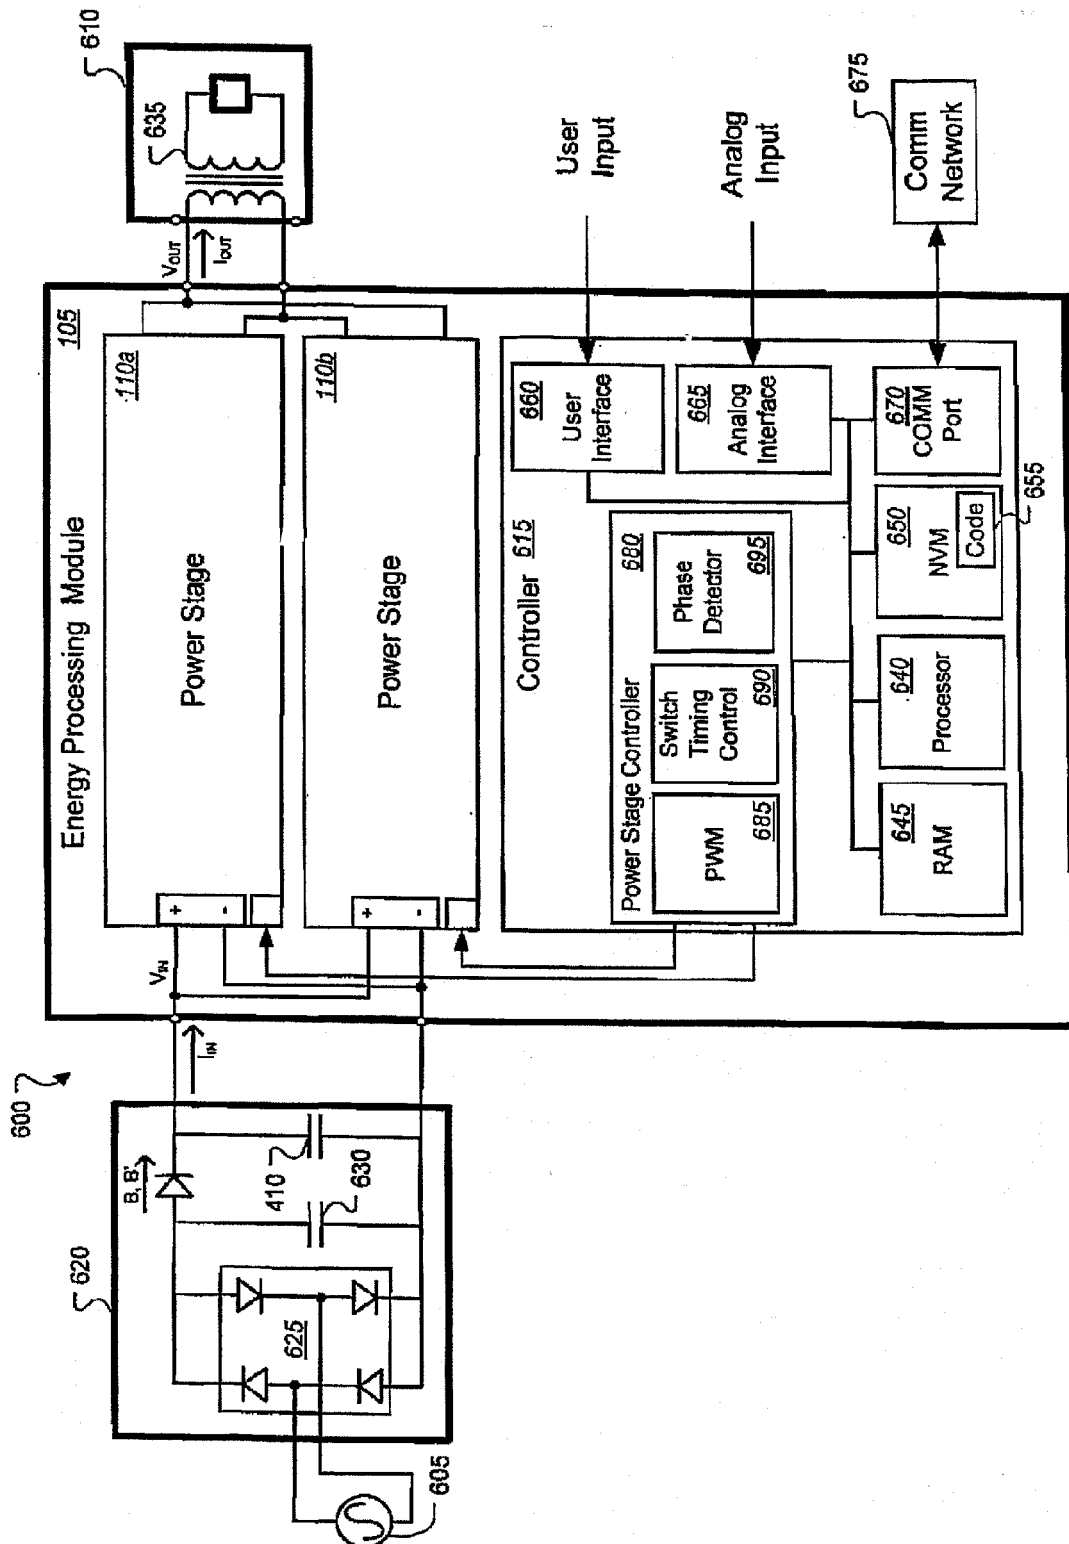 600
605
620
625
B, B'
410
630
I_IN
V_IN
Energy Processing Module
105
110a
Power Stage
+
-
110b
Power Stage
+
-
V_OUT
I_OUT
610
635
Controller
615
Power Stage Controller
680
PWM
685
Switch
Timing
Control
690
Phase
Detector
695
660
User
Interface
665
Analog
Interface
RAM
645
Processor
640
NVM
650
Code
655
670
COMM
Port
User
Input
Analog
Input
Comm
Network
675